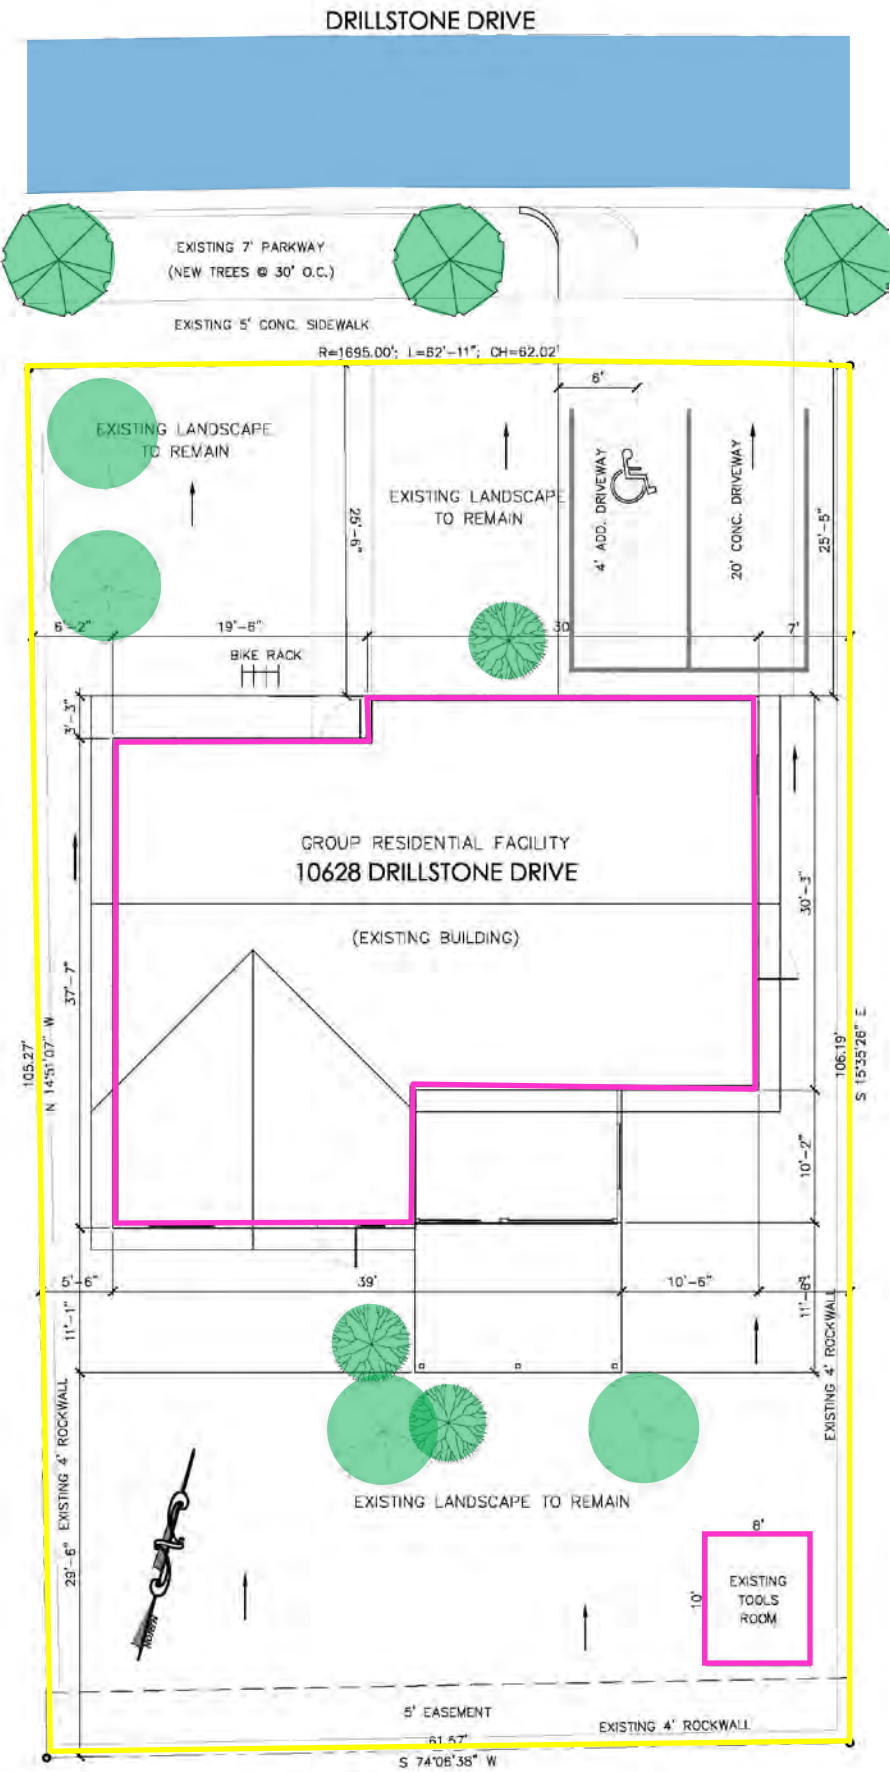 DRILLSTONE DRIVE
EXISTING 7' PARKWAY
(NEW TREES @ 30' O.C.)
EXISTING 5' CONC. SIDEWALK
R=1695.00'; L=62'-11"; CH=62.02'
6'
EXISTING LANDSCAPE
TO REMAIN
EXISTING LANDSCAPE
TO REMAIN
25'-6"
4' ADD. DRIVEWAY
20' CONC. DRIVEWAY
25'-5"
6'-2"
19'-6"
30
7'
BIKE RACK
3'-3"
GROUP RESIDENTIAL FACILITY
10628 DRILLSTONE DRIVE
(EXISTING BUILDING)
30'-3"
37'-7"
105.27'
N 14°51'07" W
106.19'
S 15°35'26" E
10'-2"
5'-6"
39'
10'-6"
11'-1"
11'-6"
EXISTING 4' ROCKWALL
EXISTING 4' ROCKWALL
EXISTING LANDSCAPE TO REMAIN
29'-6"
8'
10'
EXISTING
TOOLS
ROOM
NORTH
5' EASEMENT
EXISTING 4' ROCKWALL
61.57'
S 74°06'38" W